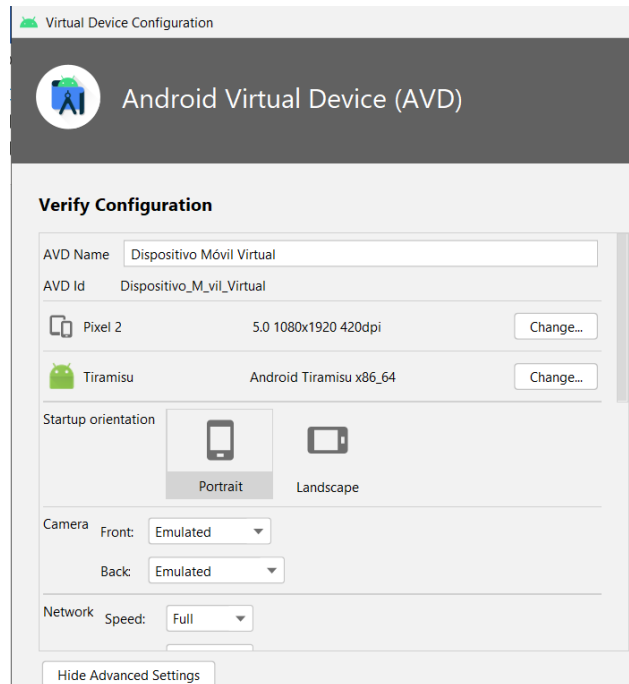 Virtual Device Configuration
Android Virtual Device (AVD)
Verify Configuration
AVD Name Dispositivo Móvil Virtual
AVD Id Dispositivo_M_vil_Virtual
Pixel 2 5.0 1080x1920 420dpi Change...
Tiramisu Android Tiramisu x86_64 Change...
Startup orientation
Portrait Landscape
Camera Front: Emulated
Back: Emulated
Network Speed: Full
Hide Advanced Settings